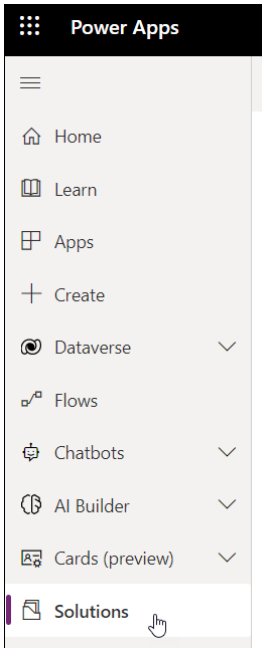 Power Apps
Home
Learn
Apps
Create
Dataverse
Flows
Chatbots
AI Builder
Cards (preview)
Solutions